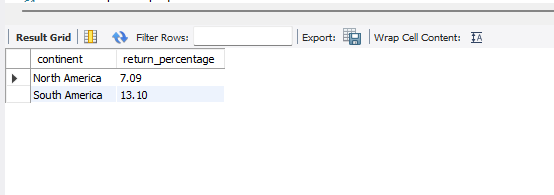 Result Grid Filter Rows: Export: Wrap Cell Content:
continent return_percentage
North America 7.09
South America 13.10